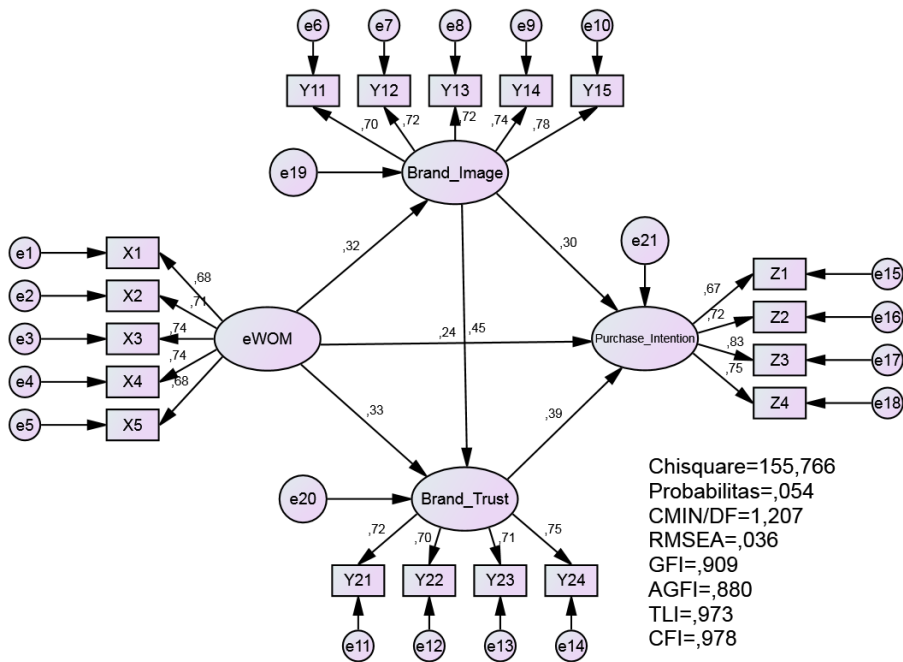 e6 e7 e8 e9 e10
Y11 Y12 Y13 Y14 Y15
,70 ,72 ,72 ,74 ,78
e19
Brand_Image
e21
,32
,30
e1 X1
e2 X2
e3 X3
e4 X4
e5 X5
,68
,71
,74
,74
,68
eWOM
,24 ,45
Purchase_Intention
,67
,72
,83
,75
Z1 e15
Z2 e16
Z3 e17
Z4 e18
,33
,39
e20
Brand_Trust
,72 ,70 ,71 ,75
Y21 Y22 Y23 Y24
e11 e12 e13 e14
Chisquare=155,766
Probabilitas=,054
CMIN/DF=1,207
RMSEA=,036
GFI=,909
AGFI=,880
TLI=,973
CFI=,978